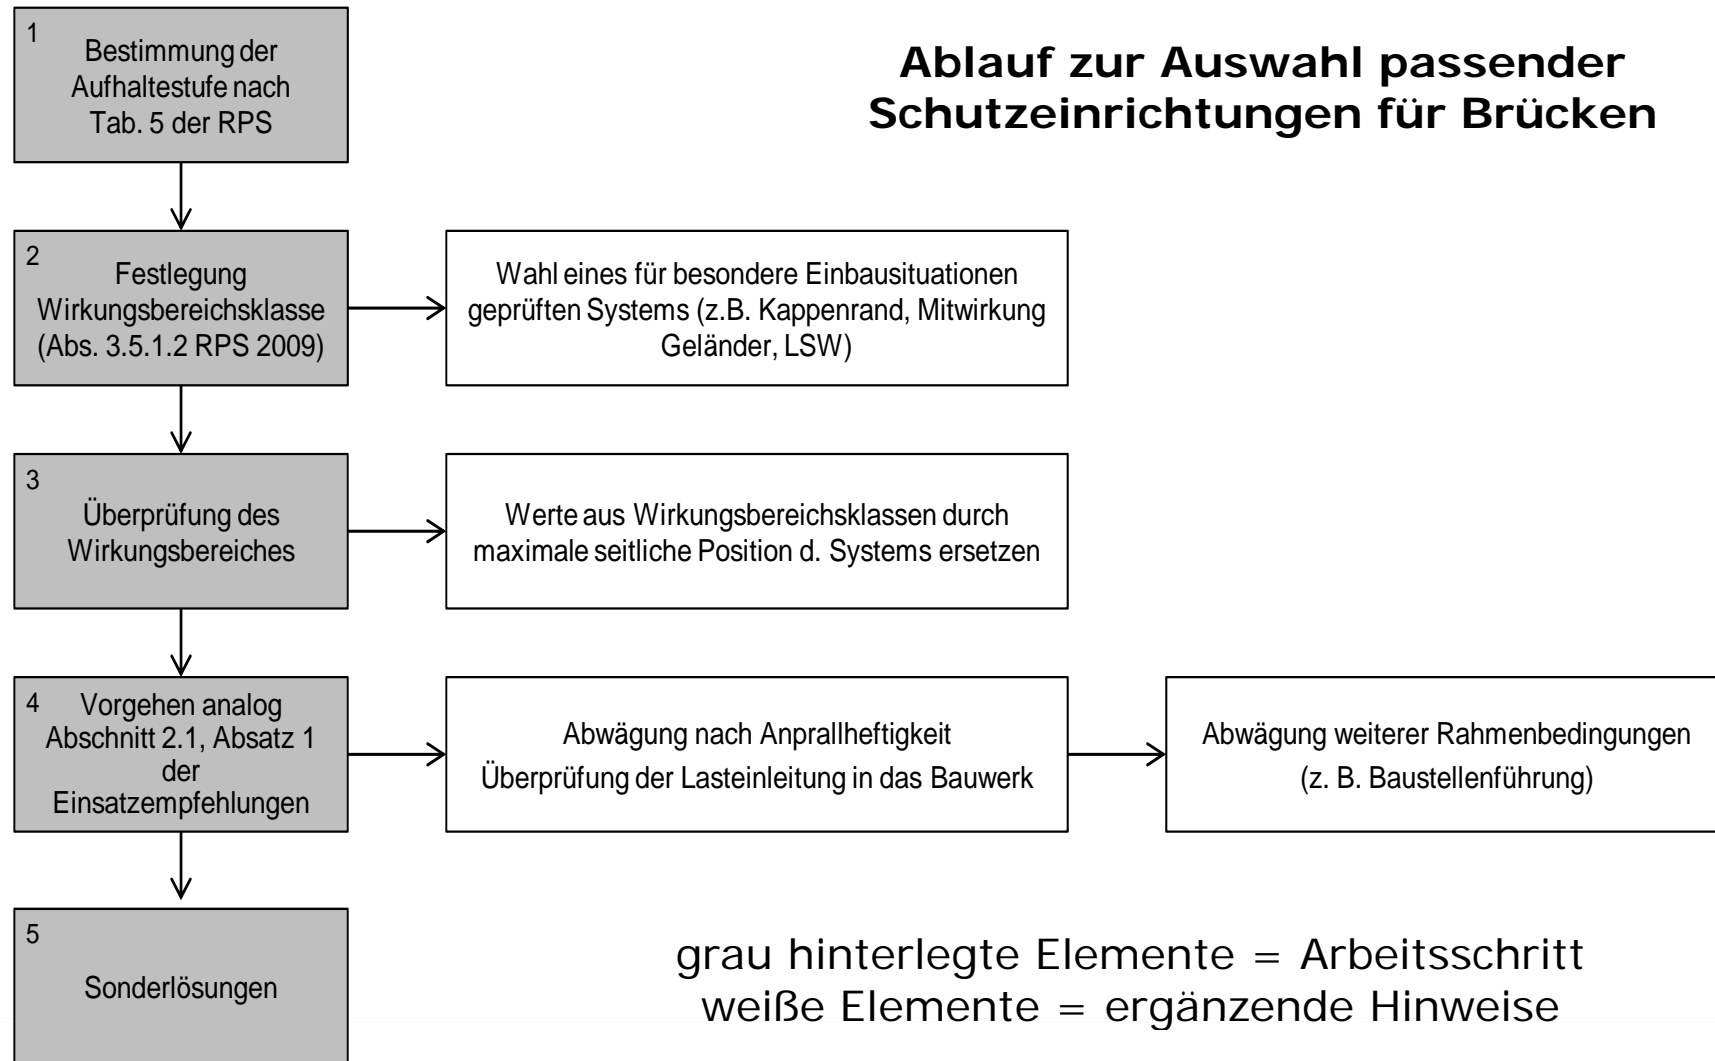 Ablauf zur Auswahl passender
Schutzeinrichtungen für Brücken
1
Bestimmung der
Aufhaltestufe nach
Tab. 5 der RPS
2
Festlegung
Wirkungsbereichsklasse
(Abs. 3.5.1.2 RPS 2009)
Wahl eines für besondere Einbausituationen
geprüften Systems (z.B. Kappenrand, Mitwirkung
Geländer, LSW)
3
Überprüfung des
Wirkungsbereiches
Werte aus Wirkungsbereichsklassen durch
maximale seitliche Position d. Systems ersetzen
4
Vorgehen analog
Abschnitt 2.1, Absatz 1
der
Einsatzempfehlungen
Abwägung nach Anprallheftigkeit
Überprüfung der Lasteinleitung in das Bauwerk
Abwägung weiterer Rahmenbedingungen
(z. B. Baustellenführung)
5
Sonderlösungen
grau hinterlegte Elemente = Arbeitsschritt
weiße Elemente = ergänzende Hinweise